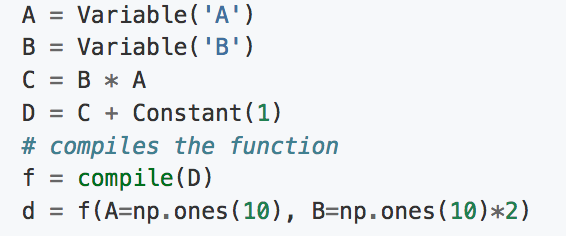 A = Variable('A')
B = Variable('B')
C = B * A
D = C + Constant(1)
# compiles the function
f = compile(D)
d = f(A=np.ones(10), B=np.ones(10)*2)